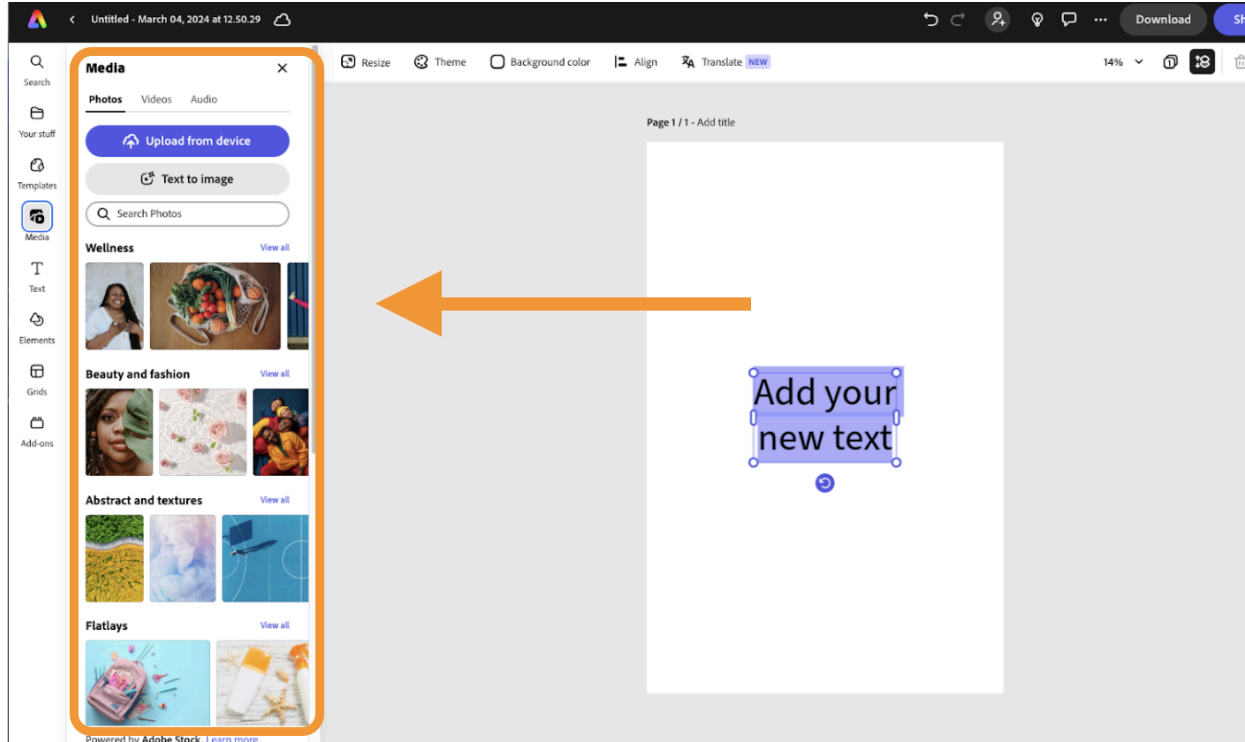 Untitled - March 04, 2024 at 12.50.29
Download
Sh
Search
Your stuff
Templates
Media
Text
Elements
Grids
Add-ons
Media
Photos Videos Audio
Upload from device
Text to image
Search Photos
Wellness View all
Beauty and fashion View all
Abstract and textures View all
Flatlays View all
Powered by Adobe Stock. Learn more
Resize Theme Background color Align Translate NEW
14%
Page 1 / 1 - Add title
Add your
new text